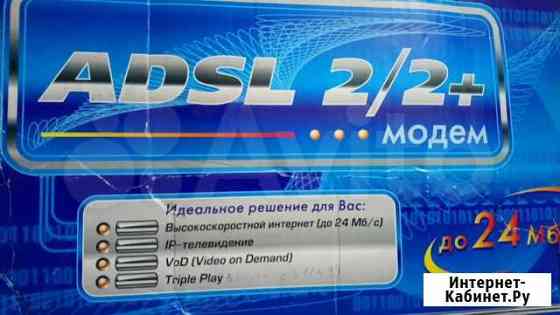 ADSL 2/2+
модем
Идеальное решение для Вас:
Высокоскоростной интернет (до 24 Мб/с)
IP-телевидение
VoD (Video on Demand)
Triple Play
до 24 Мб
Avito
Интернет-
Кабинет.Ру